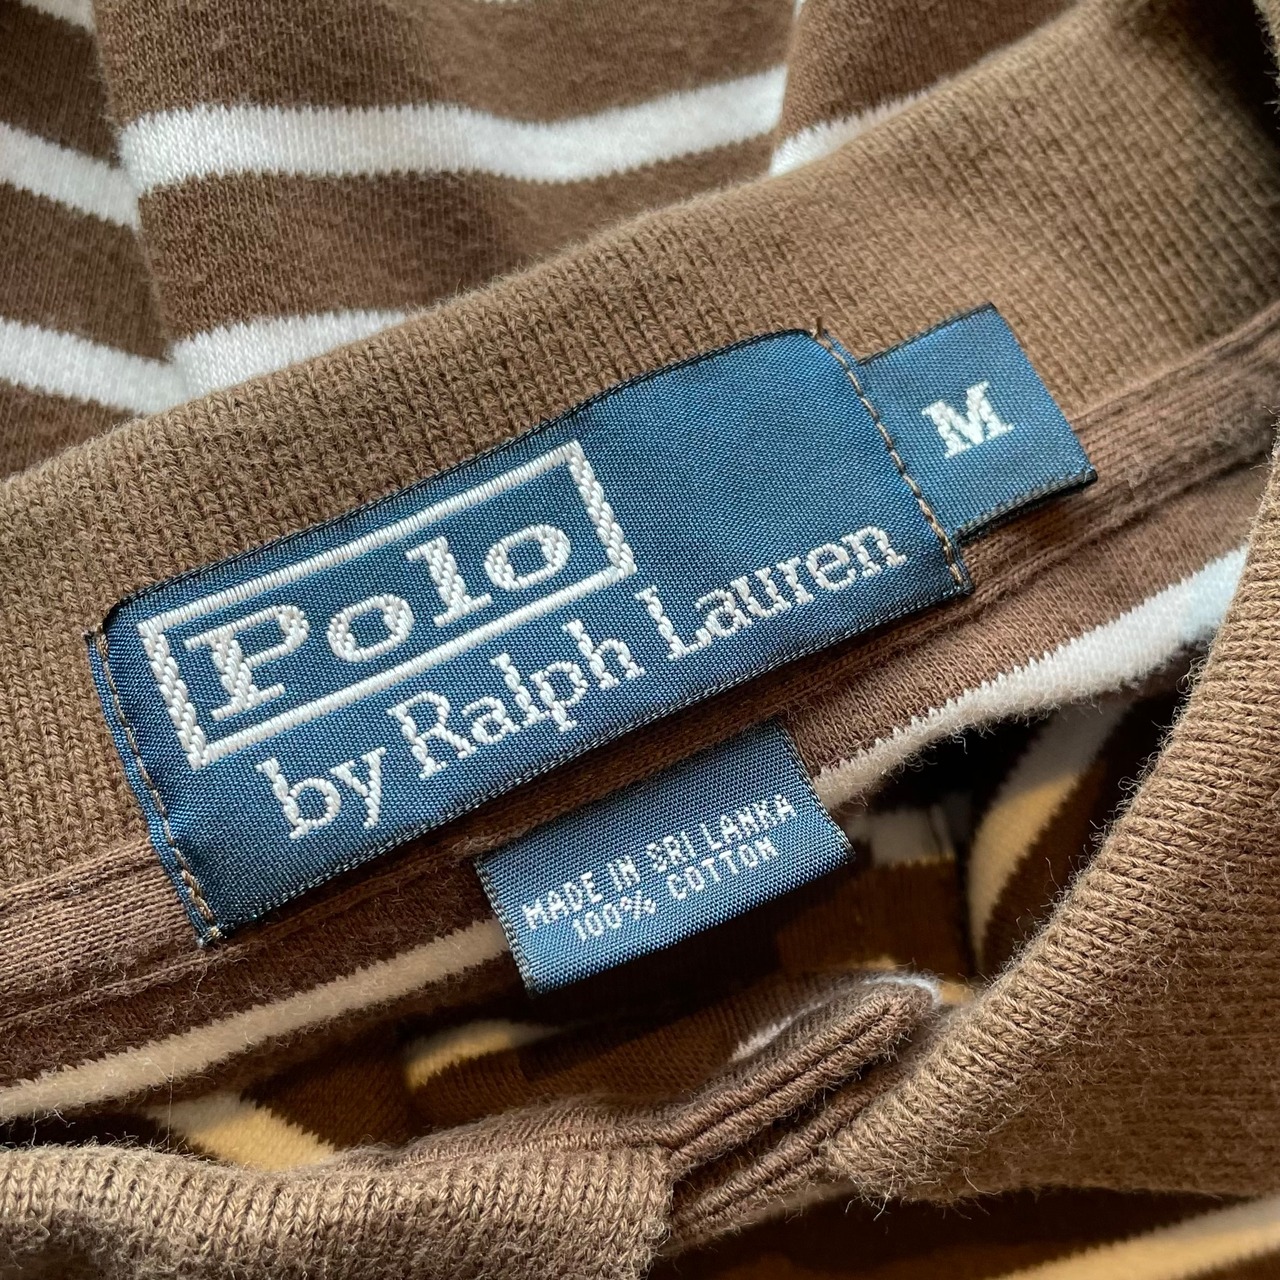 Polo
by Ralph Lauren
M
MADE IN SRI LANKA
100% COTTON